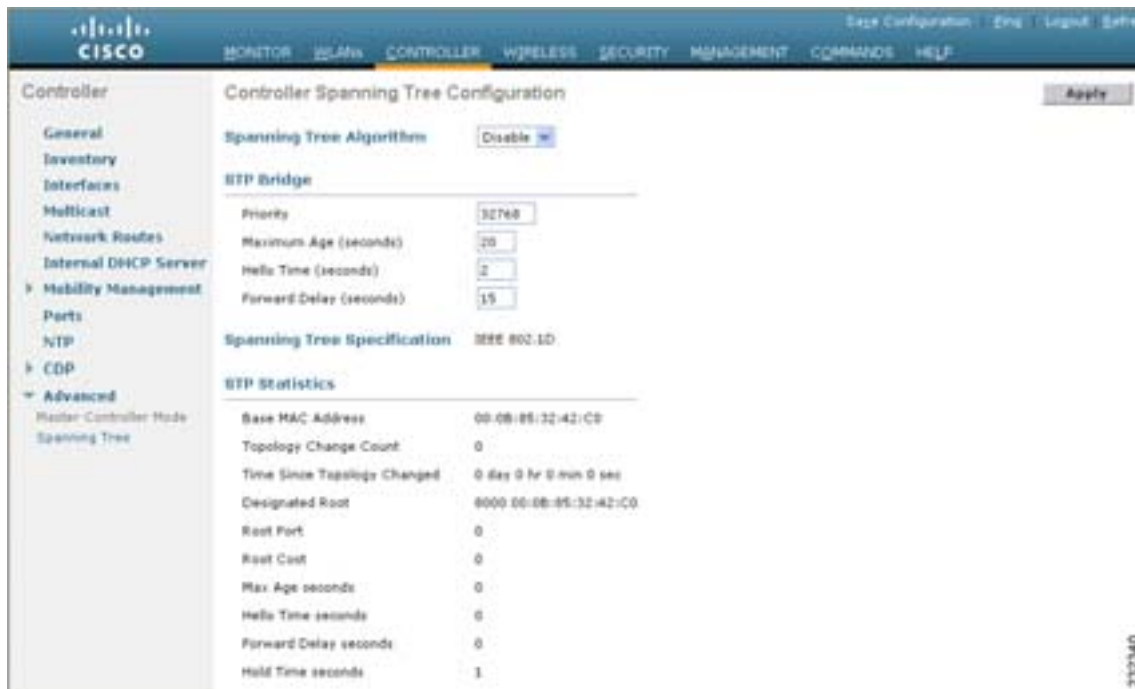 Save Configuration Ping Logout Refre
CISCO
MONITOR WLANs CONTROLLER WIRELESS SECURITY MANAGEMENT COMMANDS HELP
Controller
General
Inventory
Interfaces
Multicast
Network Routes
Internal DHCP Server
Mobility Management
Ports
NTP
CDP
Advanced
Master Controller Mode
Spanning Tree
Controller Spanning Tree Configuration
Apply
Spanning Tree Algorithm Disable
STP Bridge
Priority 32768
Maximum Age (seconds) 20
Hello Time (seconds) 2
Forward Delay (seconds) 15
Spanning Tree Specification IEEE 802.1D
STP Statistics
Base MAC Address 00:0B:85:32:42:C0
Topology Change Count 0
Time Since Topology Changed 0 day 0 hr 0 min 0 sec
Designated Root 8000 00:0B:85:32:42:C0
Root Port 0
Root Cost 0
Max Age seconds 0
Hello Time seconds 0
Forward Delay seconds 0
Hold Time seconds 1